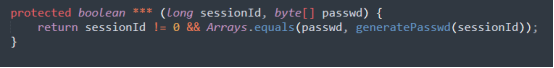 protected boolean *** (long sessionId, byte[] passwd) {
    return sessionId != 0 && Arrays.equals(passwd, generatePasswd(sessionId));
}